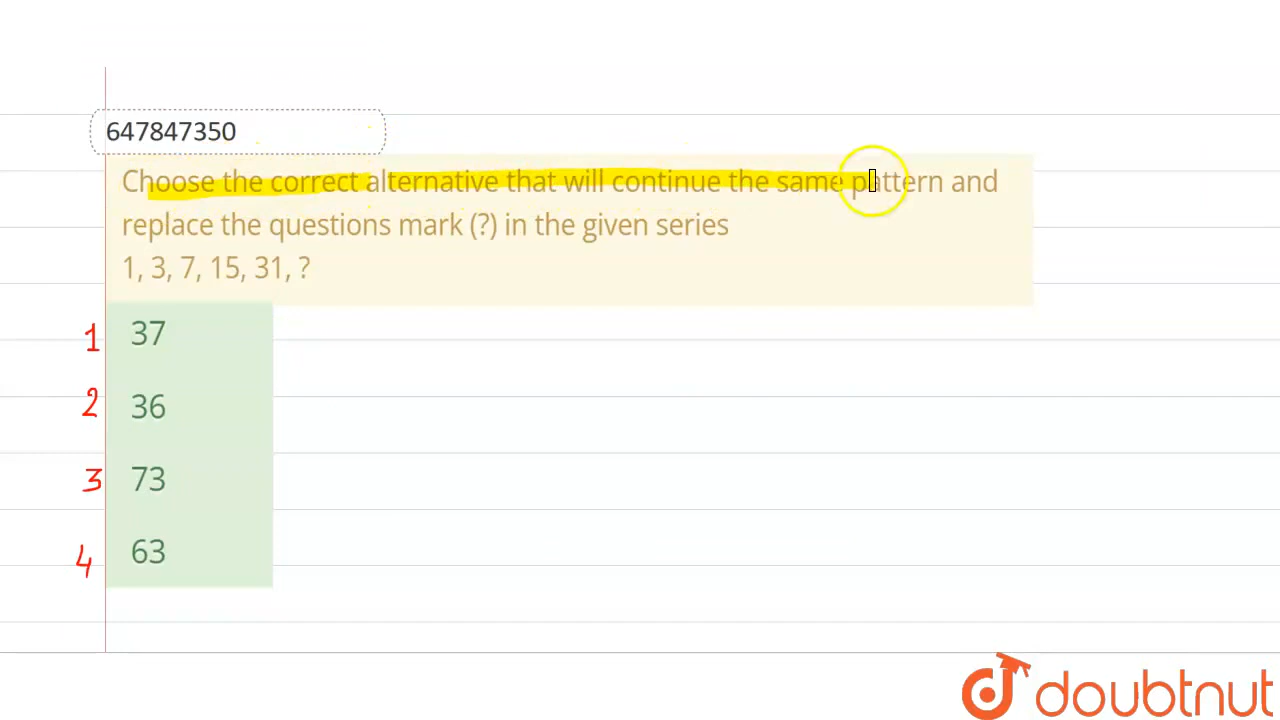 647847350
Choose the correct alternative that will continue the same pattern and
replace the questions mark (?) in the given series
1, 3, 7, 15, 31, ?
1 37
2 36
3 73
4 63
doubtnut